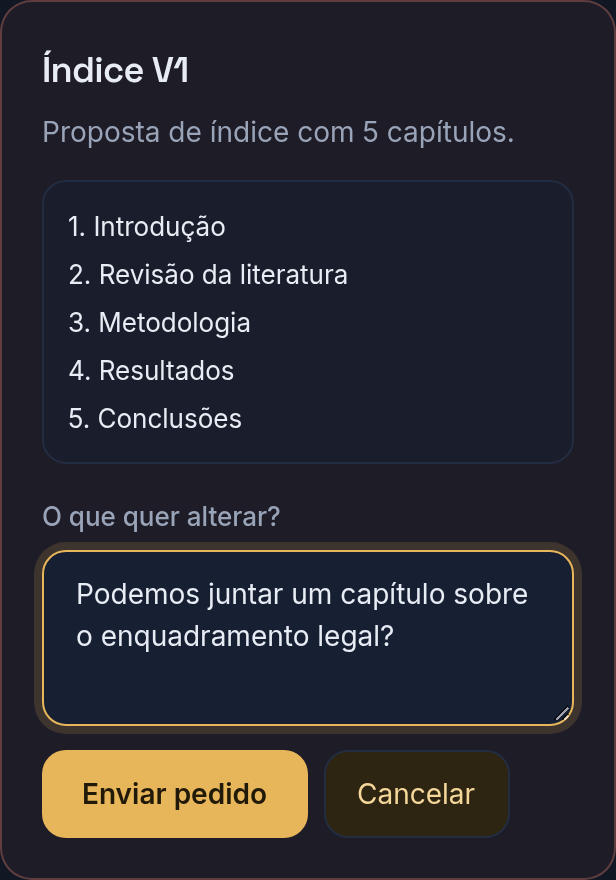 Índice V1
Proposta de índice com 5 capítulos.
1. Introdução
2. Revisão da literatura
3. Metodologia
4. Resultados
5. Conclusões
O que quer alterar?
Podemos juntar um capítulo sobre
o enquadramento legal?
Enviar pedido
Cancelar